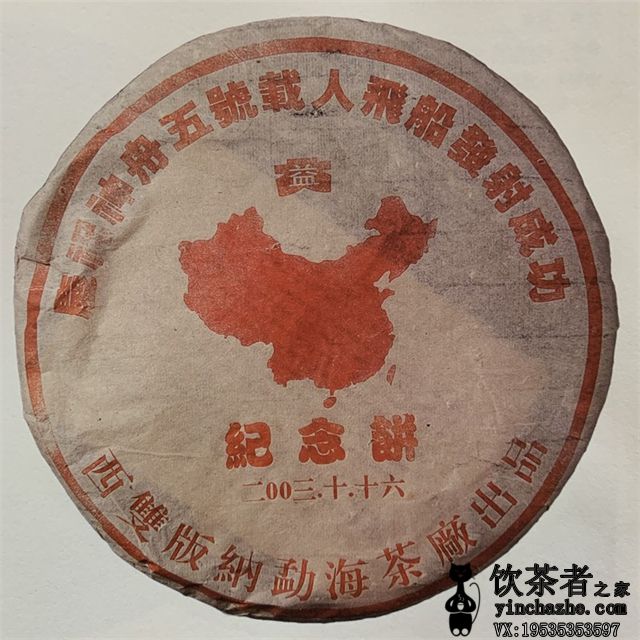 慶祝神舟五號載人飛船發射成功
益
紀念餅
二00三.十.十六
西雙版納勐海茶廠出品
饮茶者之家
yinchazhe.com
VX:19535353597